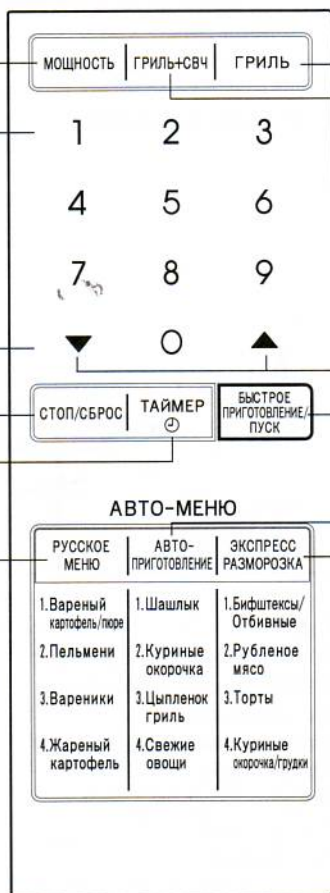 МОЩНОСТЬ ГРИЛЬ+СВЧ ГРИЛЬ
1 2 3
4 5 6
7 8 9
▼ 0 ▲
СТОП/СБРОС
ТАЙМЕР
БЫСТРОЕ
ПРИГОТОВЛЕНИЕ/
ПУСК
АВТО-МЕНЮ
РУССКОЕ
МЕНЮ
1.Вареный
картофель/пюре
2.Пельмени
3.Вареники
4.Жареный
картофель
АВТО-
ПРИГОТОВЛЕНИЕ
1.Шашлык
2.Куриные
окорочка
3.Цыпленок
гриль
4.Свежие
овощи
ЭКСПРЕСС
РАЗМОРОЗКА
1.Бифштексы/
Отбивные
2.Рубленое
мясо
3.Торты
4.Куриные
окорочка/грудки